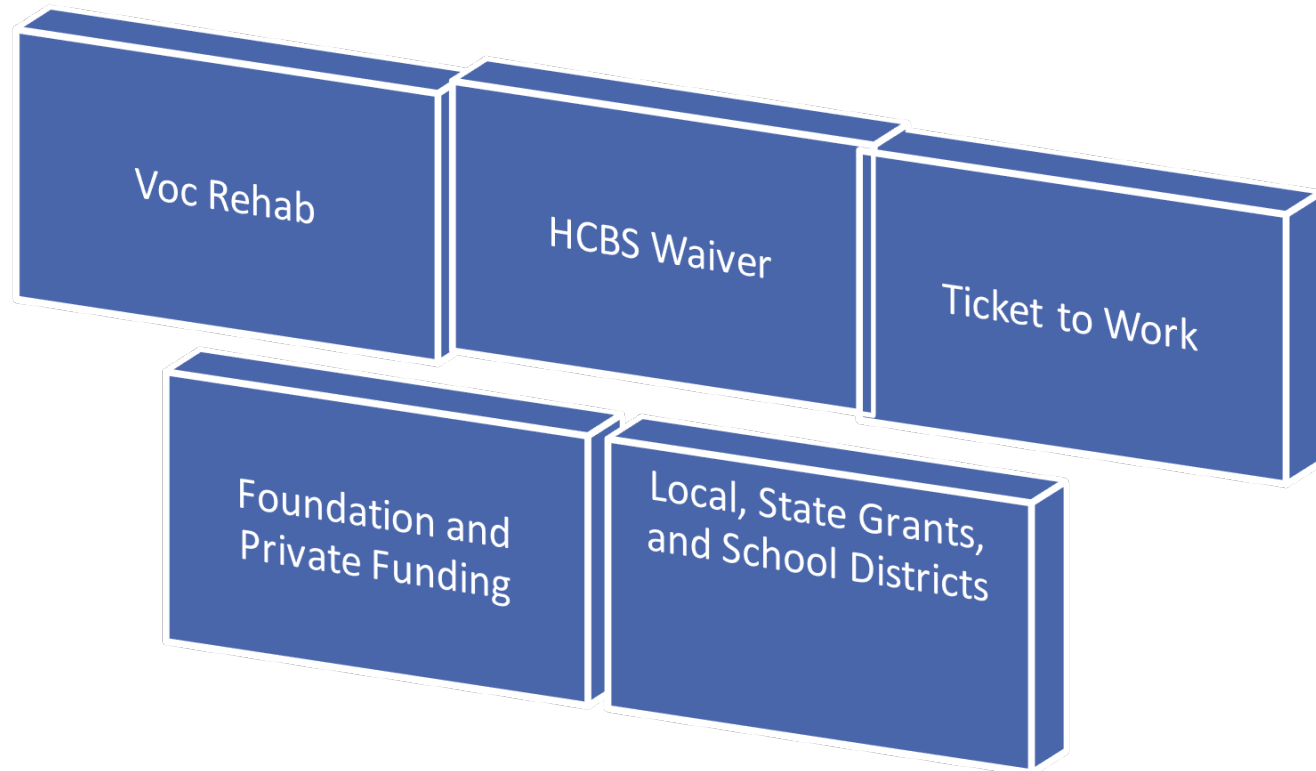 Voc Rehab
HCBS Waiver
Ticket to Work
Foundation and
Private Funding
Local, State Grants,
and School Districts